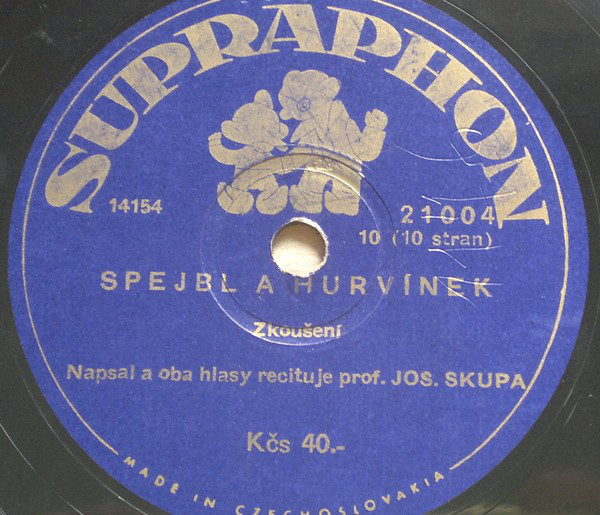 SUPRAPHON
14154
21004
10 (10 stran)
SPEJBL A HURVÍNEK
Zkoušení
Napsal a oba hlasy recituje prof. JOS. SKUPA
Kčs 40.-
MADE IN CZECHOSLOVAKIA